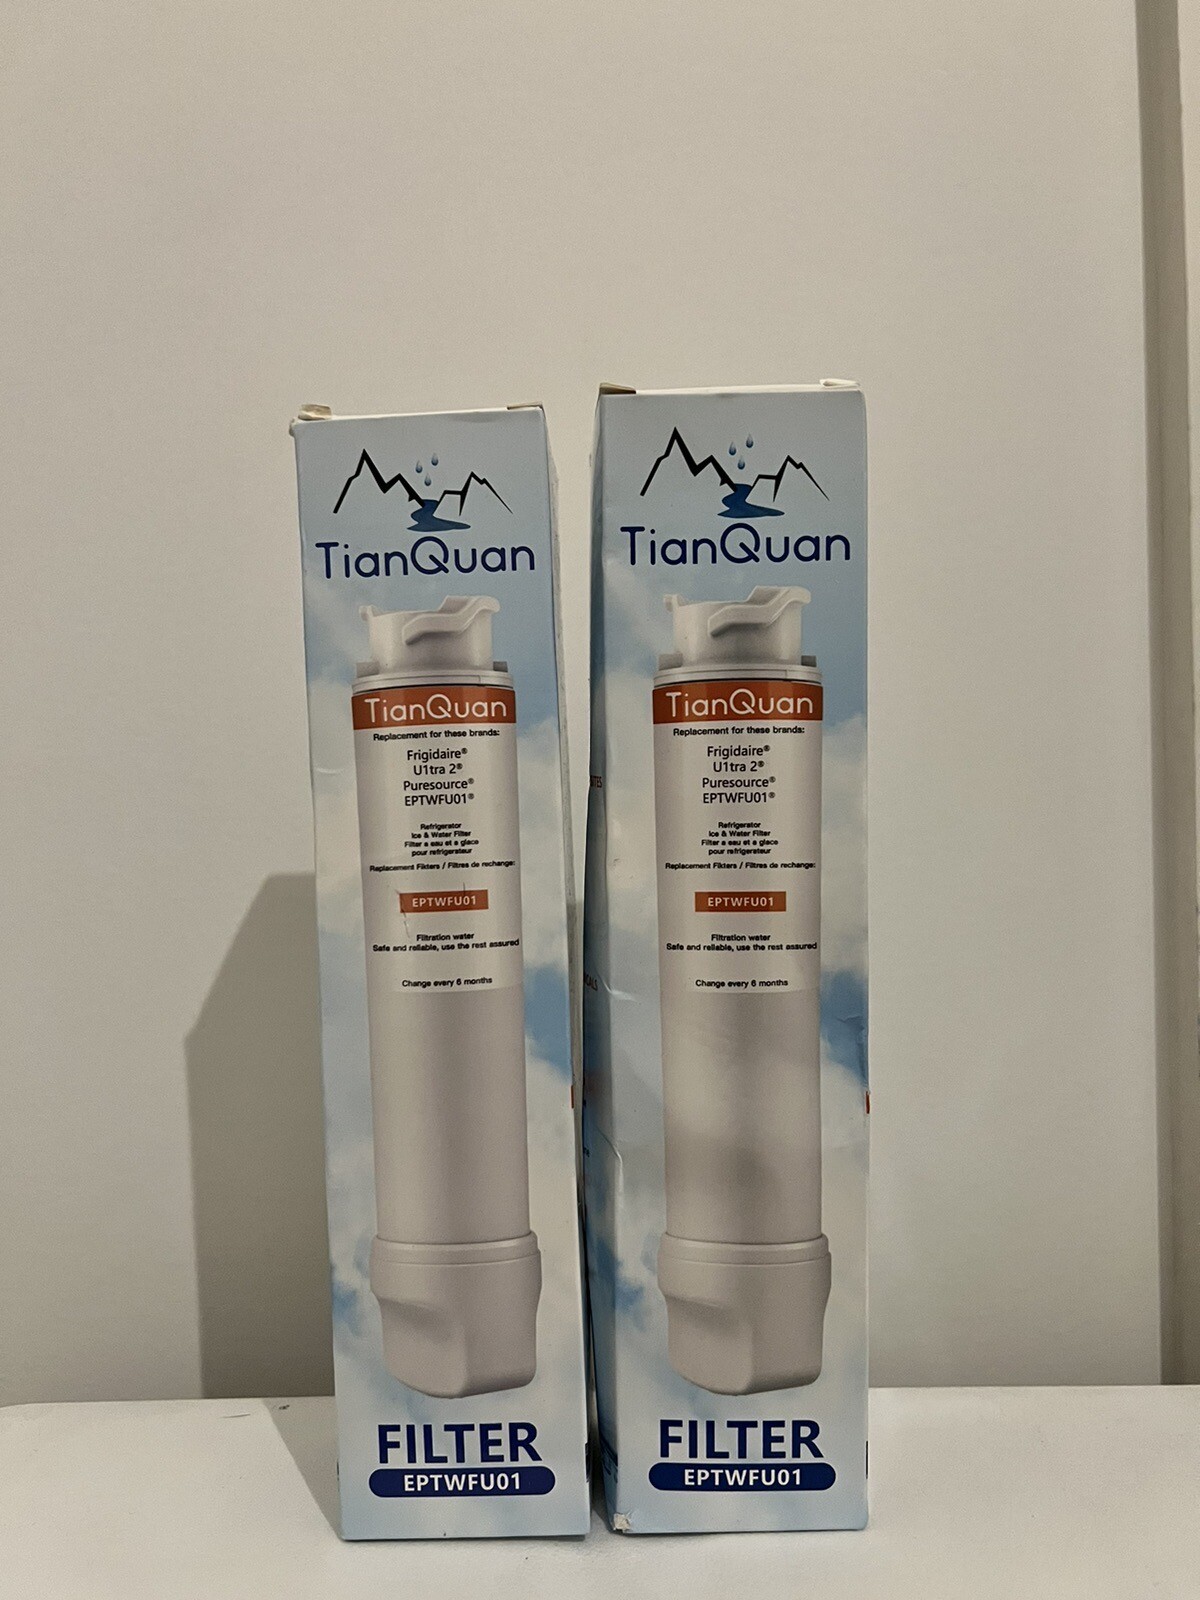 TianQuan
TianQuan
Replacement for these brands:
Frigidaire®
U1tra 2®
Puresource®
EPTWFU01®
Refrigerator
Ice & Water Filter
Filter a eau et a glace
pour refrigerateur
Replacement Filters / Filtres de rechange:
EPTWFU01
Filtration water
Safe and reliable, use the rest assured
Change every 6 months
FILTER
EPTWFU01
TianQuan
TianQuan
Replacement for these brands:
Frigidaire®
U1tra 2®
Puresource®
EPTWFU01®
Refrigerator
Ice & Water Filter
Filter a eau et a glace
pour refrigerateur
Replacement Filters / Filtres de rechange:
EPTWFU01
Filtration water
Safe and reliable, use the rest assured
Change every 6 months
FILTER
EPTWFU01